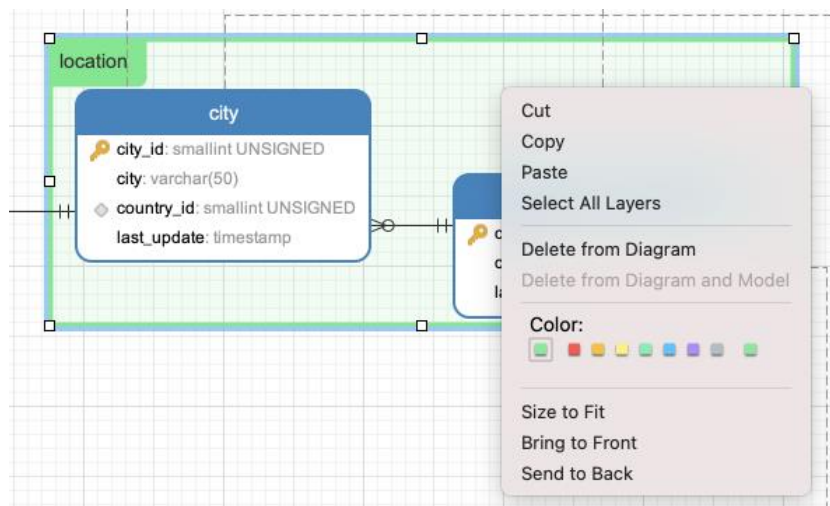 location
city
city_id: smallint UNSIGNED
city: varchar(50)
country_id: smallint UNSIGNED
last_update: timestamp
Cut
Copy
Paste
Select All Layers
Delete from Diagram
Delete from Diagram and Model
Color:
Size to Fit
Bring to Front
Send to Back